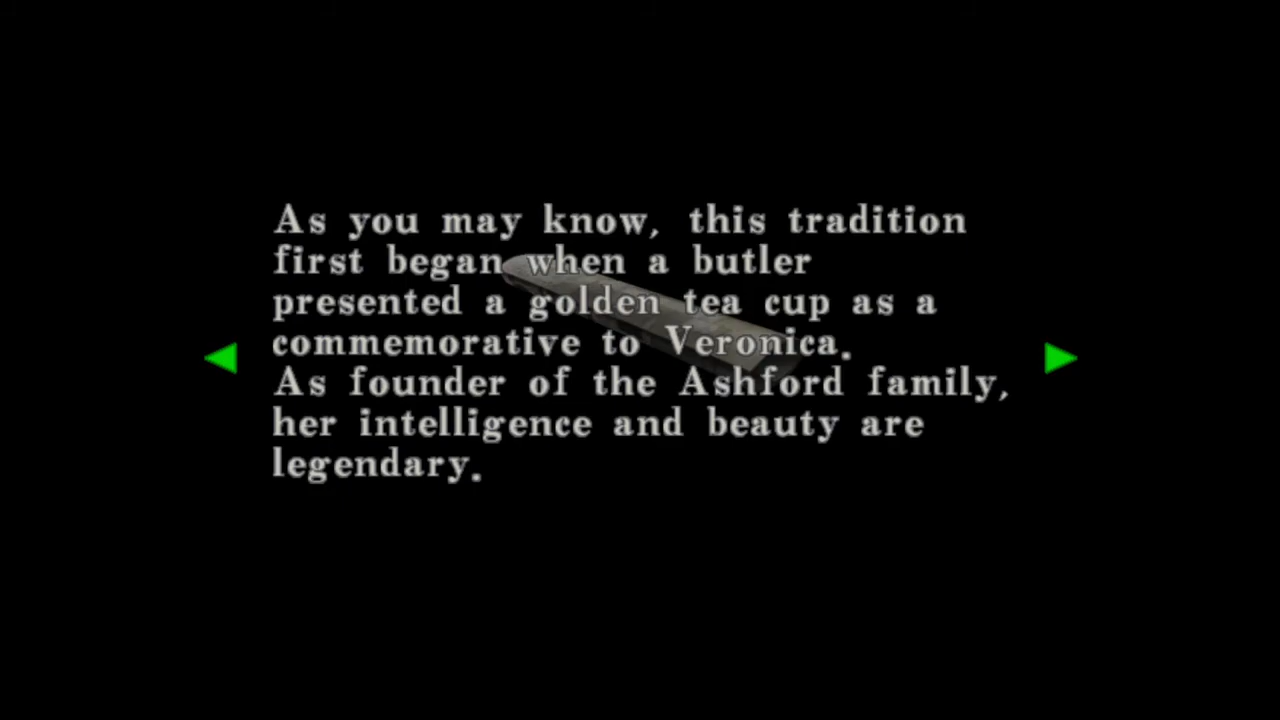 As you may know, this tradition
first began when a butler
presented a golden tea cup as a
commemorative to Veronica.
As founder of the Ashford family,
her intelligence and beauty are
legendary.